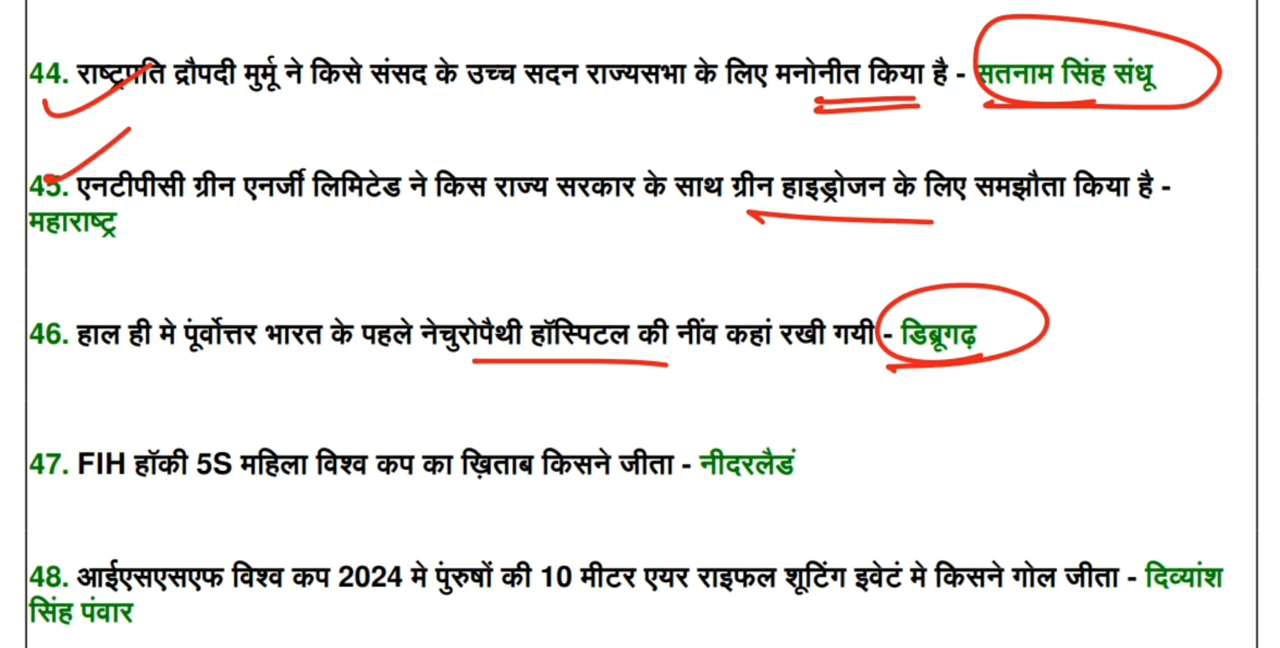 44. राष्ट्रपति द्रौपदी मुर्मू ने किसे संसद के उच्च सदन राज्यसभा के लिए मनोनीत किया है - सतनाम सिंह संधू
45. एनटीपीसी ग्रीन एनर्जी लिमिटेड ने किस राज्य सरकार के साथ ग्रीन हाइड्रोजन के लिए समझौता किया है -
महाराष्ट्र
46. हाल ही मे पूंर्वोत्तर भारत के पहले नेचुरोपैथी हॉस्पिटल की नींव कहां रखी गयी - डिब्रूगढ़
47. FIH हॉकी 5S महिला विश्व कप का ख़िताब किसने जीता - नीदरलैडं
48. आईएसएसएफ विश्व कप 2024 मे पुंरुषों की 10 मीटर एयर राइफल शूटिंग इवेटं मे किसने गोल जीता - दिव्यांश
सिंह पंवार